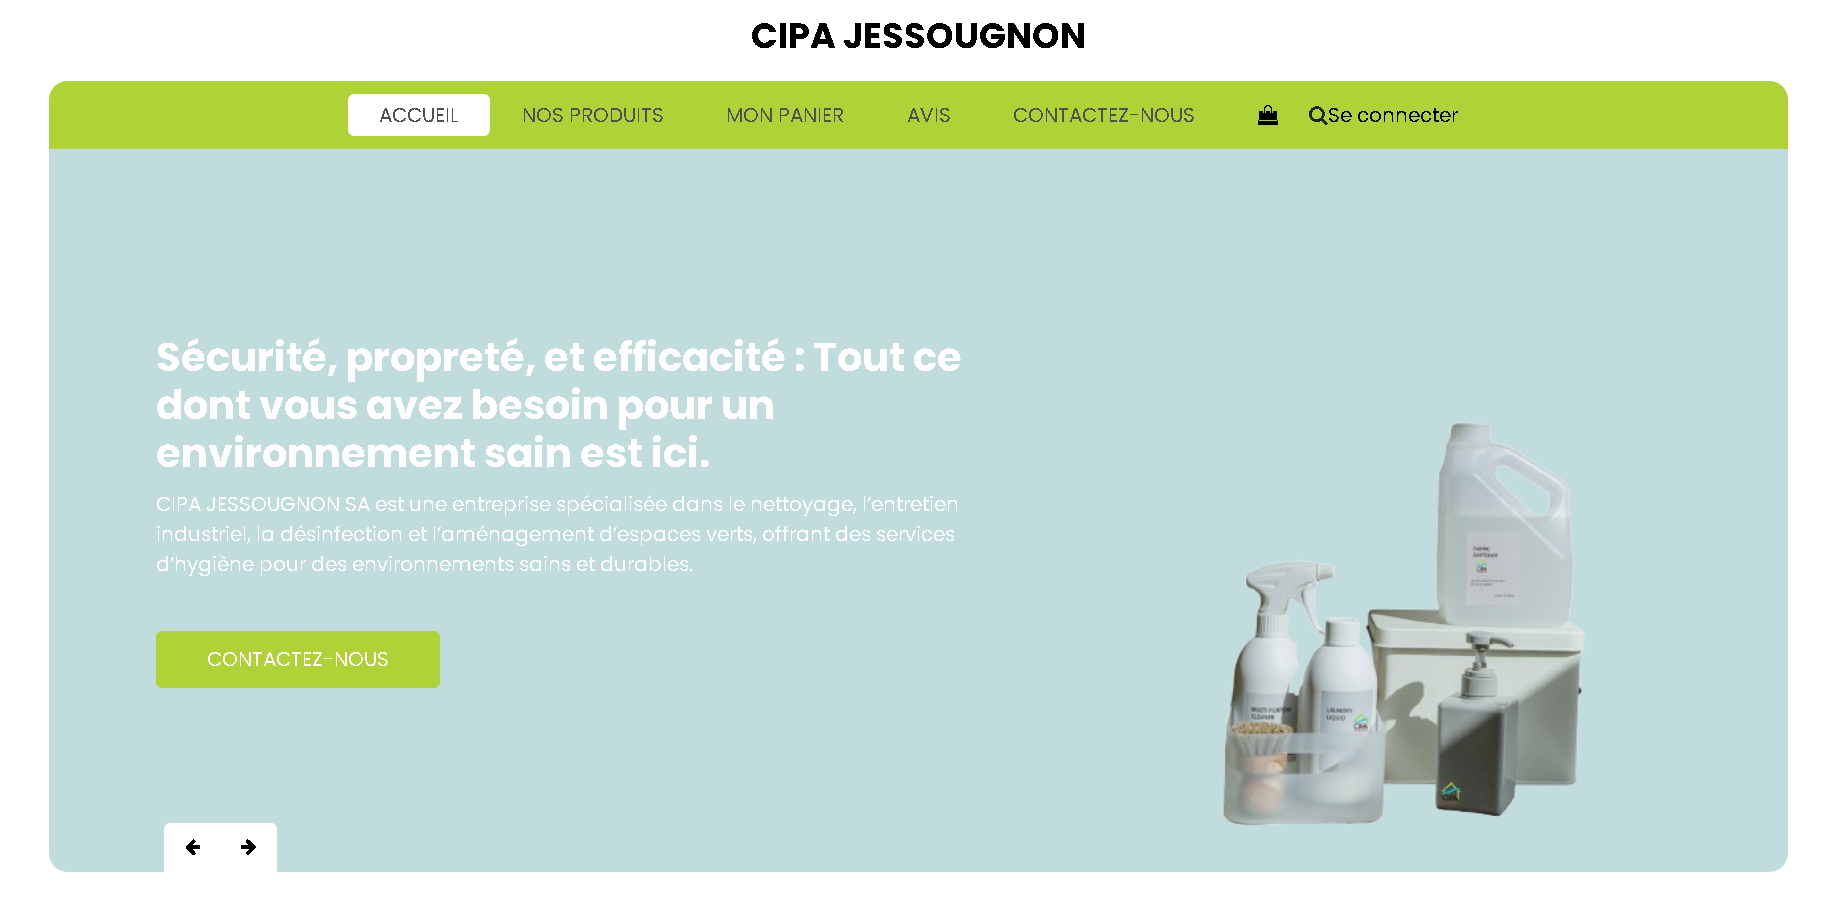 CIPA JESSOUGNON
ACCUEIL NOS PRODUITS MON PANIER AVIS CONTACTEZ-NOUS Se connecter
Sécurité, propreté, et efficacité : Tout ce
dont vous avez besoin pour un
environnement sain est ici.
CIPA JESSOUGNON SA est une entreprise spécialisée dans le nettoyage, l’entretien
industriel, la désinfection et l’aménagement d’espaces verts, offrant des services
d’hygiène pour des environnements sains et durables.
CONTACTEZ-NOUS
LAUNDRY
LIQUID
CLEANER